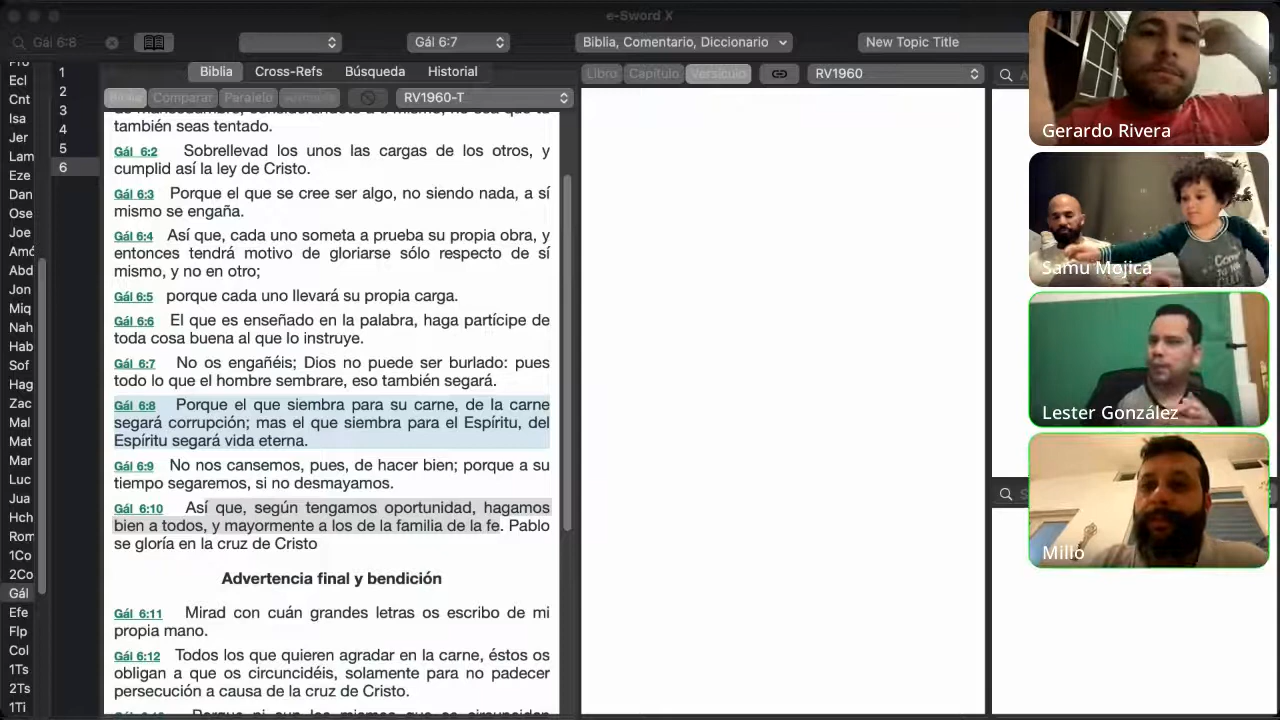 e-Sword X
Gál 6:8
Gál 6:7
Biblia, Comentario, Diccionario
New Topic Title
Biblia
Cross-Refs
Búsqueda
Historial
Libro
Capítulo
Versículo
RV1960
Biblia
Comparar
Paralelo
RV1960-T
Ecl
Cnt
Isa
Jer
Lam
Eze
Dan
Ose
Joe
Amó
Abd
Jon
Miq
Nah
Hab
Sof
Hag
Zac
Mal
Mat
Mar
Luc
Jua
Hch
Rom
1Co
2Co
Gál
Efe
Flp
Col
1Ts
2Ts
1Ti
1
2
3
4
5
6
también seas tentado.
Gál 6:2 Sobrellevad los unos las cargas de los otros, y
cumplid así la ley de Cristo.
Gál 6:3 Porque el que se cree ser algo, no siendo nada, a sí
mismo se engaña.
Gál 6:4 Así que, cada uno someta a prueba su propia obra, y
entonces tendrá motivo de gloriarse sólo respecto de sí
mismo, y no en otro;
Gál 6:5 porque cada uno llevará su propia carga.
Gál 6:6 El que es enseñado en la palabra, haga partícipe de
toda cosa buena al que lo instruye.
Gál 6:7 No os engañéis; Dios no puede ser burlado: pues
todo lo que el hombre sembrare, eso también segará.
Gál 6:8 Porque el que siembra para su carne, de la carne
segará corrupción; mas el que siembra para el Espíritu, del
Espíritu segará vida eterna.
Gál 6:9 No nos cansemos, pues, de hacer bien; porque a su
tiempo segaremos, si no desmayamos.
Gál 6:10 Así que, según tengamos oportunidad, hagamos
bien a todos, y mayormente a los de la familia de la fe. Pablo
se gloría en la cruz de Cristo
Advertencia final y bendición
Gál 6:11 Mirad con cuán grandes letras os escribo de mi
propia mano.
Gál 6:12 Todos los que quieren agradar en la carne, éstos os
obligan a que os circuncidéis, solamente para no padecer
persecución a causa de la cruz de Cristo.
Gerardo Rivera
Samu Mojica
Lester González
Millo